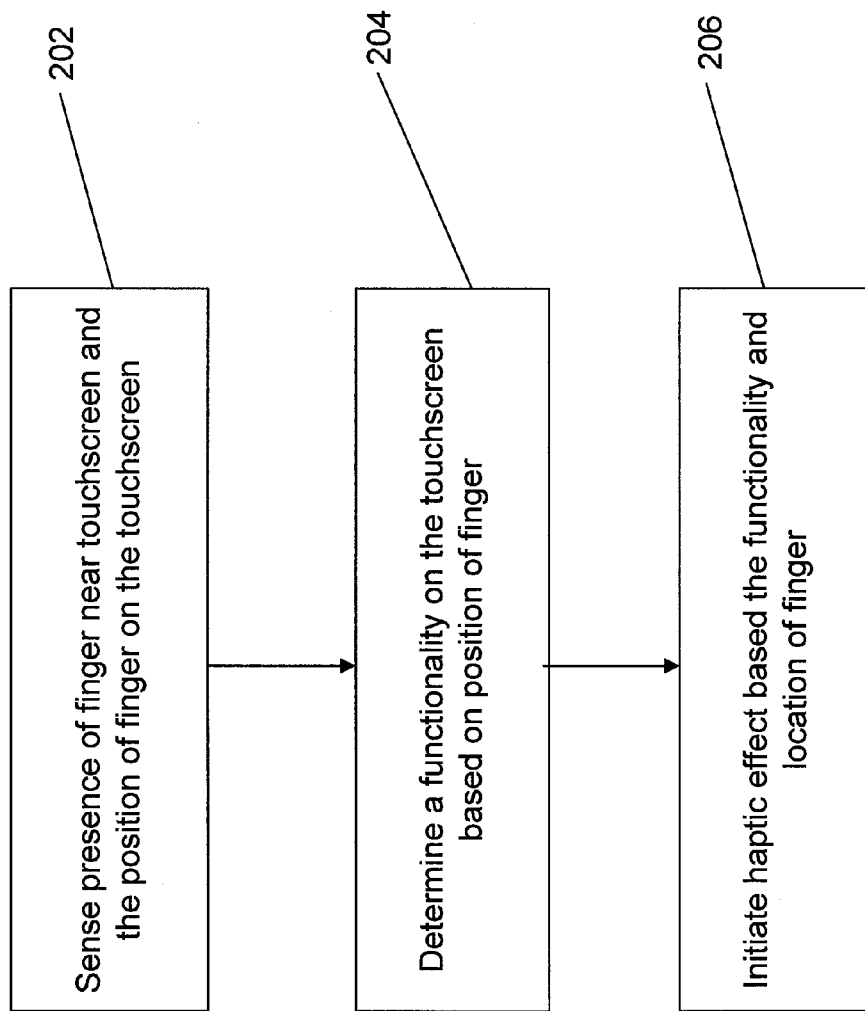 202
Sense presence of finger near touchscreen and
the position of finger on the touchscreen
204
Determine a functionality on the touchscreen
based on position of finger
206
Initiate haptic effect based the functionality and
location of finger